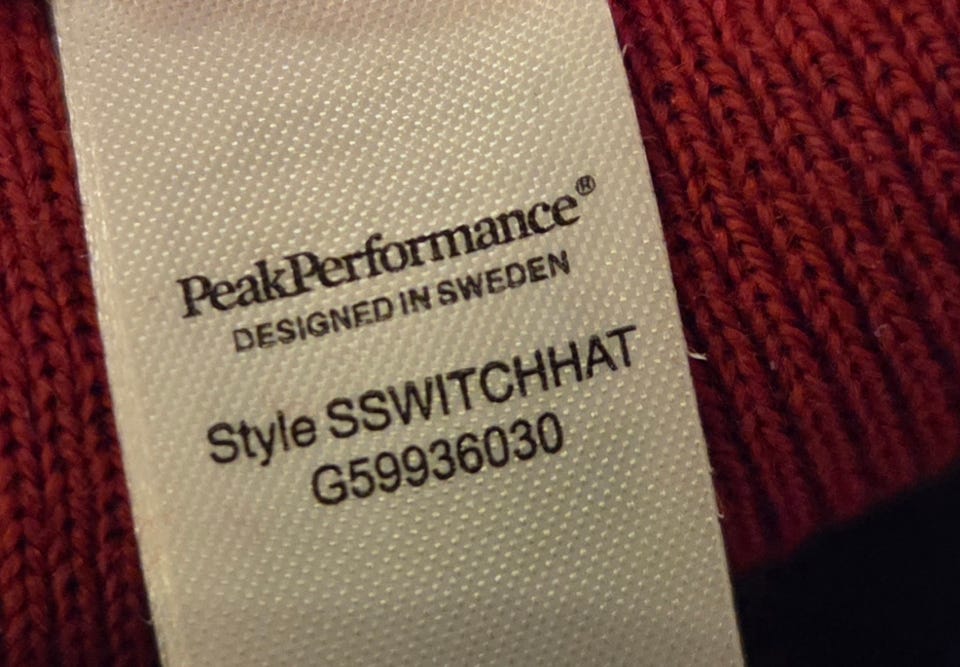 PeakPerformance®
DESIGNED IN SWEDEN
Style SSWITCHHAT
G59936030